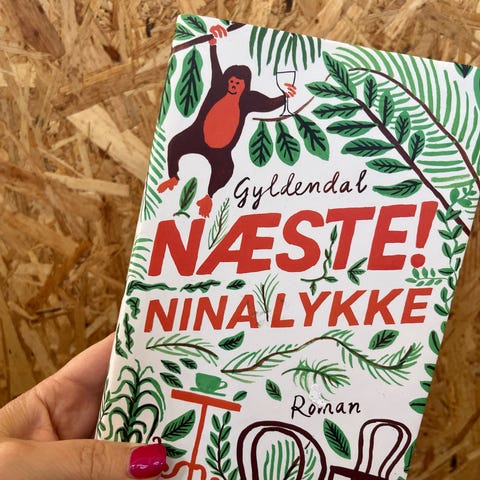 Gyldendal
NÆSTE!
NINA LYKKE
Roman